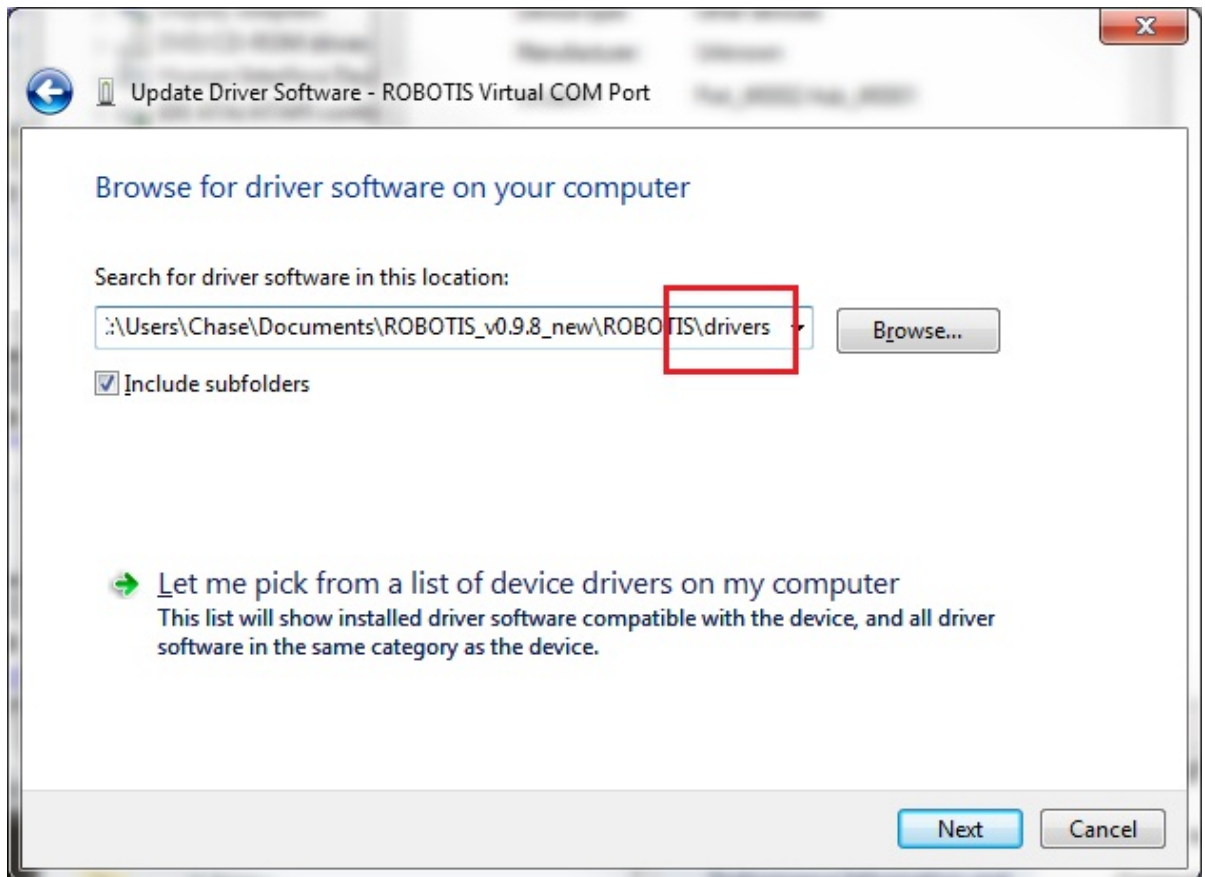 Update Driver Software - ROBOTIS Virtual COM Port
Browse for driver software on your computer
Search for driver software in this location:
:\Users\Chase\Documents\ROBOTIS_v0.9.8_new\ROBOTIS\drivers
Browse...
Include subfolders
Let me pick from a list of device drivers on my computer
This list will show installed driver software compatible with the device, and all driver
software in the same category as the device.
Next
Cancel